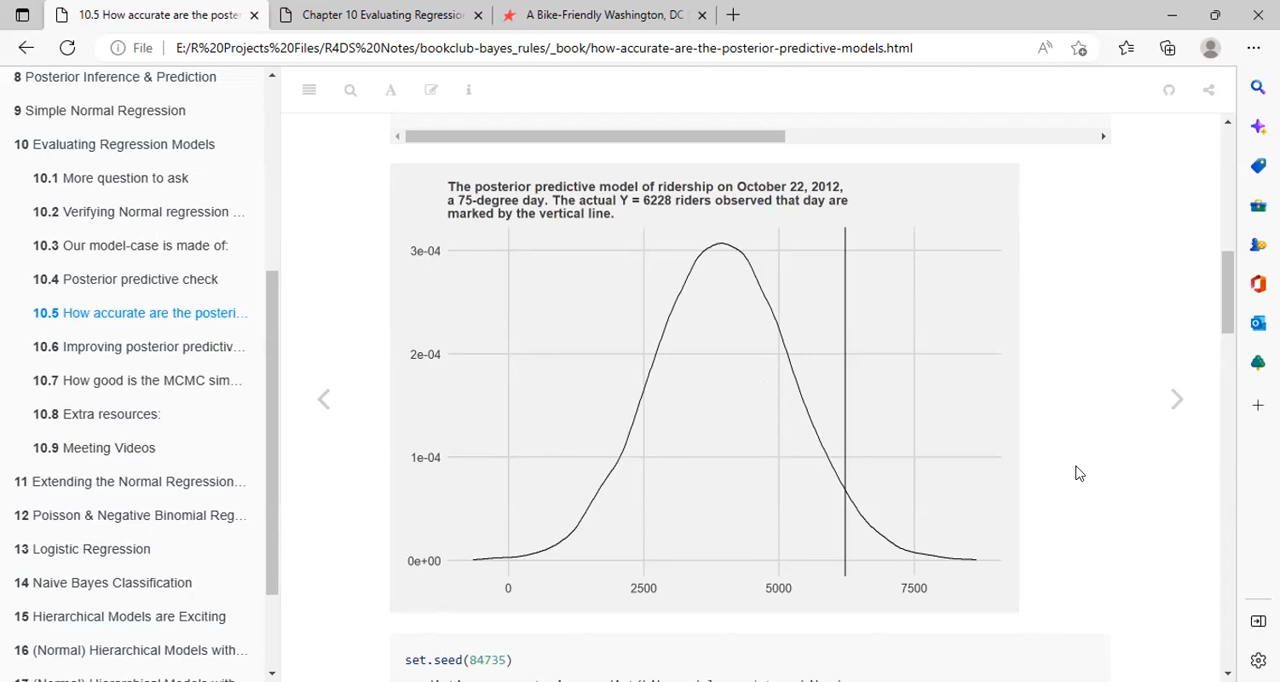 10.5 How accurate are the poster
Chapter 10 Evaluating Regressio
A Bike-Friendly Washington, DC
File
E:/R%20Projects%20Files/R4DS%20Notes/bookclub-bayes_rules/_book/how-accurate-are-the-posterior-predictive-models.html
8 Posterior Inference & Prediction
9 Simple Normal Regression
10 Evaluating Regression Models
10.1 More question to ask
10.2 Verifying Normal regression ...
10.3 Our model-case is made of:
10.4 Posterior predictive check
10.5 How accurate are the posteri...
10.6 Improving posterior predictiv...
10.7 How good is the MCMC sim...
10.8 Extra resources:
10.9 Meeting Videos
11 Extending the Normal Regression...
12 Poisson & Negative Binomial Reg...
13 Logistic Regression
14 Naive Bayes Classification
15 Hierarchical Models are Exciting
16 (Normal) Hierarchical Models with...
The posterior predictive model of ridership on October 22, 2012,
a 75-degree day. The actual Y = 6228 riders observed that day are
marked by the vertical line.
3e-04
2e-04
1e-04
0e+00
0 2500 5000 7500
set.seed(84735)